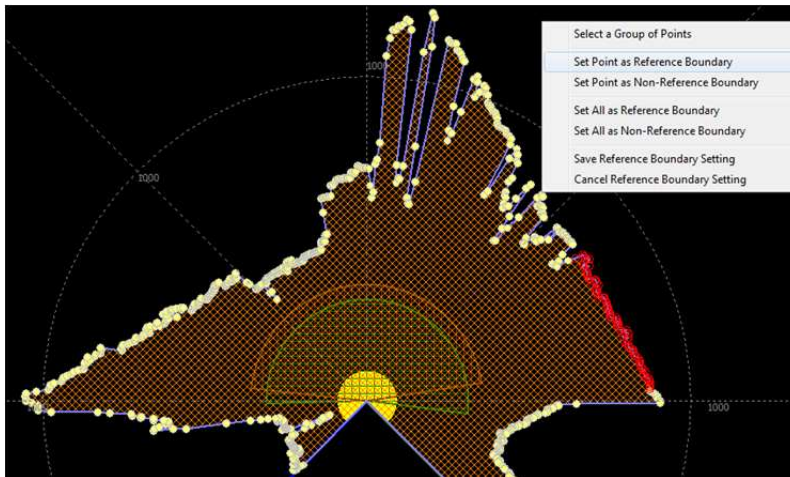 Select a Group of Points
1000
Set Point as Reference Boundary
Set Point as Non-Reference Boundary
Set All as Reference Boundary
Set All as Non-Reference Boundary
Save Reference Boundary Setting
1000
Cancel Reference Boundary Setting
1000